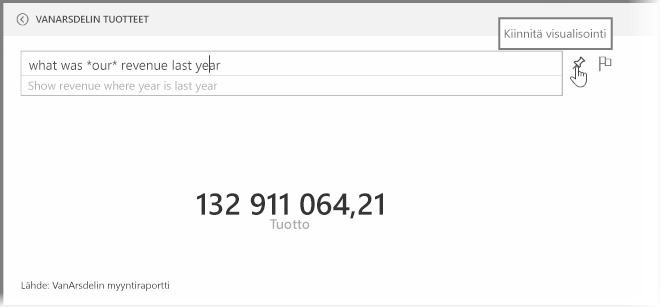 VANARSDELIN TUOTTEET
Kiinnitä visualisointi
what was *our* revenue last year
Show revenue where year is last year
132 911 064,21
Tuotto
Lähde: VanArsdelin myyntiraportti